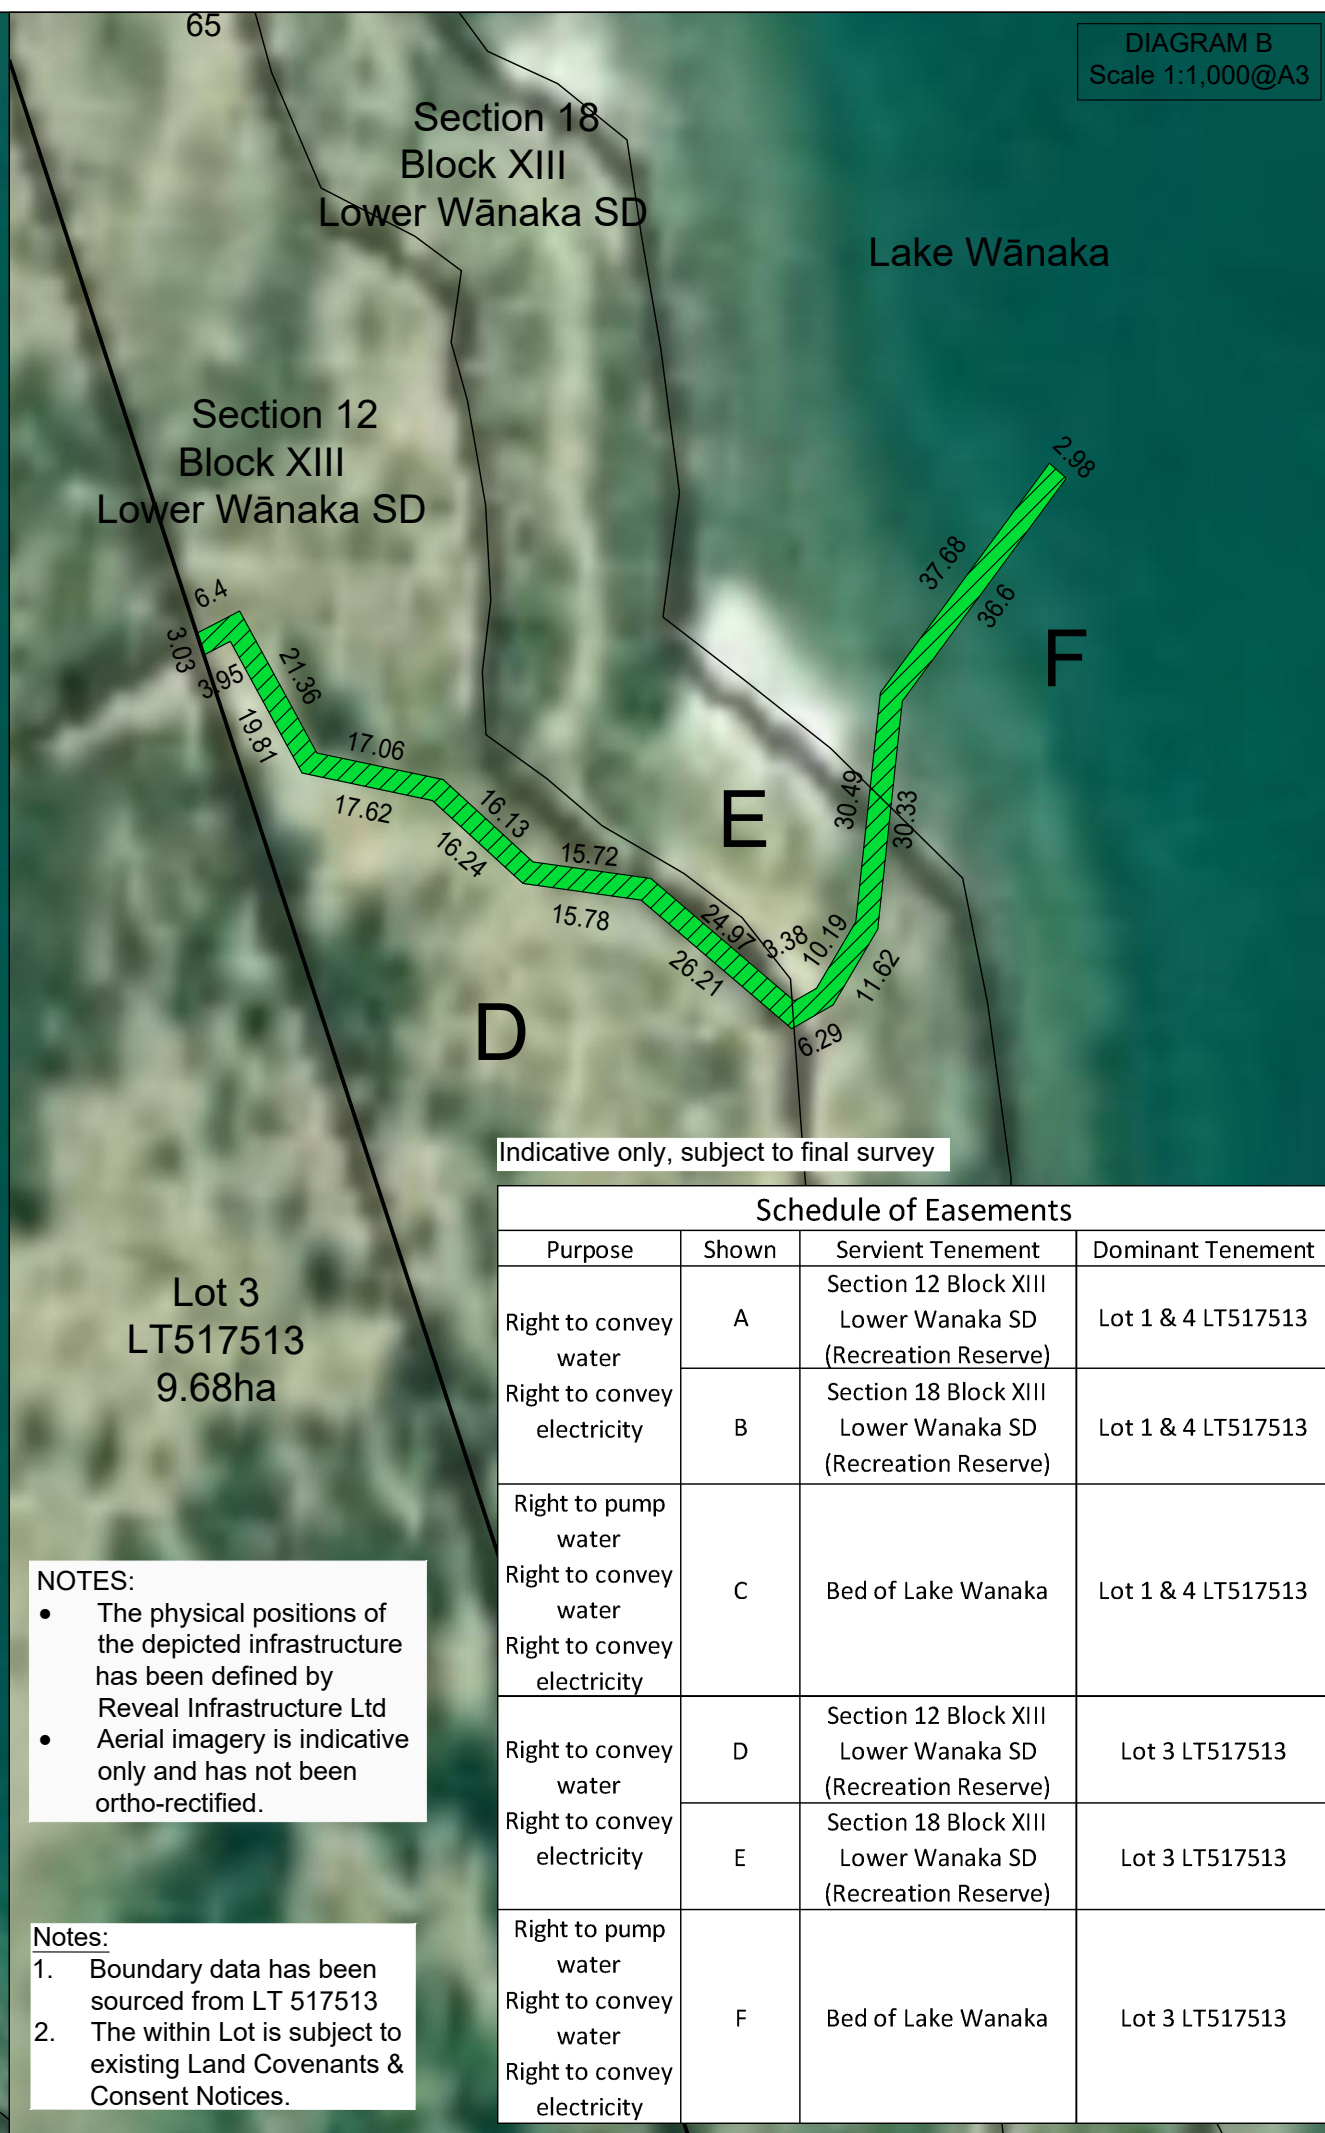 65
DIAGRAM B
Scale 1:1,000@A3
Section 18
Block XIII
Lower Wānaka SD
Lake Wānaka
Section 12
Block XIII
Lower Wānaka SD
2.98
37.68
36.6
F
6.4
3.03
3.95
21.36
19.81
17.06
17.62
16.13
16.24
15.72
15.78
E
30.49
30.33
24.97
26.21
3.38
10.19
11.62
6.29
D
Indicative only, subject to final survey
Lot 3
LT517513
9.68ha
Schedule of Easements
Purpose Shown Servient Tenement Dominant Tenement
Right to convey
water
Right to convey
electricity
A
Section 12 Block XIII
Lower Wanaka SD
(Recreation Reserve)
Lot 1 & 4 LT517513
B
Section 18 Block XIII
Lower Wanaka SD
(Recreation Reserve)
Lot 1 & 4 LT517513
Right to pump
water
Right to convey
water
Right to convey
electricity
C
Bed of Lake Wanaka
Lot 1 & 4 LT517513
Right to convey
water
Right to convey
electricity
D
Section 12 Block XIII
Lower Wanaka SD
(Recreation Reserve)
Lot 3 LT517513
E
Section 18 Block XIII
Lower Wanaka SD
(Recreation Reserve)
Lot 3 LT517513
Right to pump
water
Right to convey
water
Right to convey
electricity
F
Bed of Lake Wanaka
Lot 3 LT517513
NOTES:
• The physical positions of
the depicted infrastructure
has been defined by
Reveal Infrastructure Ltd
• Aerial imagery is indicative
only and has not been
ortho-rectified.
Notes:
1. Boundary data has been
sourced from LT 517513
2. The within Lot is subject to
existing Land Covenants &
Consent Notices.